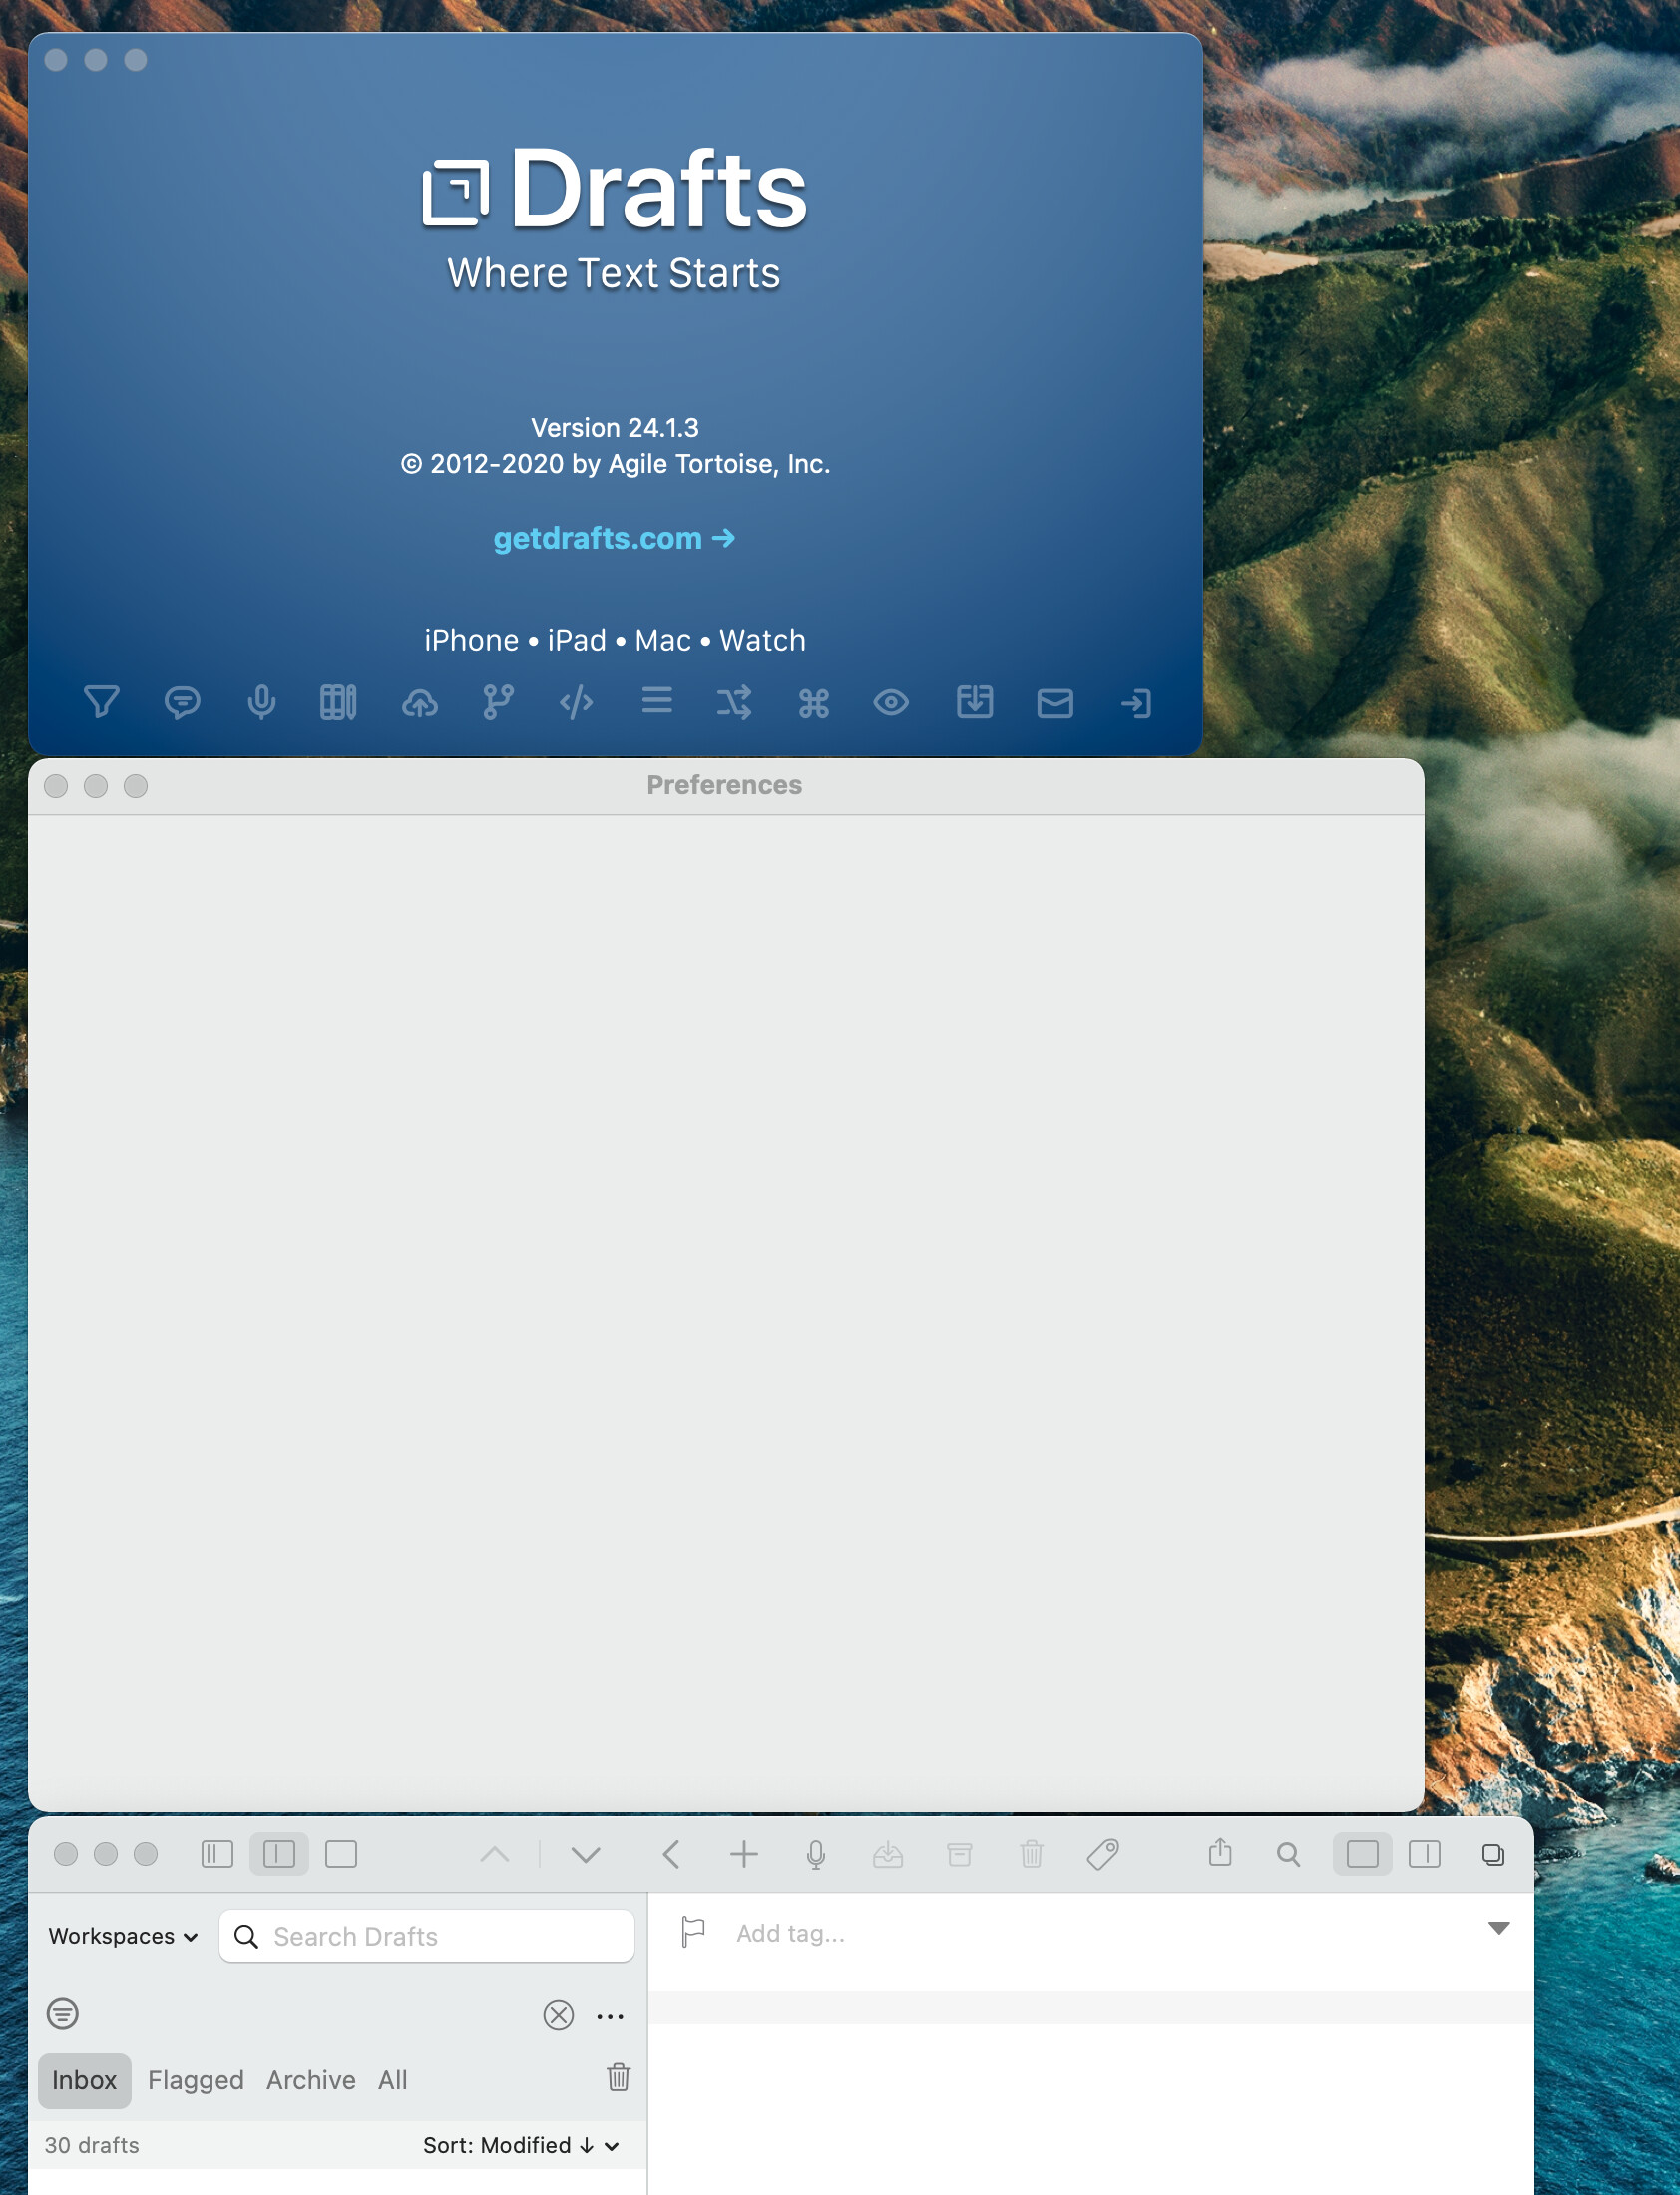 Drafts
Where Text Starts
Version 24.1.3
© 2012-2020 by Agile Tortoise, Inc.
getdrafts.com →
iPhone • iPad • Mac • Watch
Preferences
Workspaces
Search Drafts
Add tag...
Inbox Flagged Archive All
30 drafts
Sort: Modified ↓